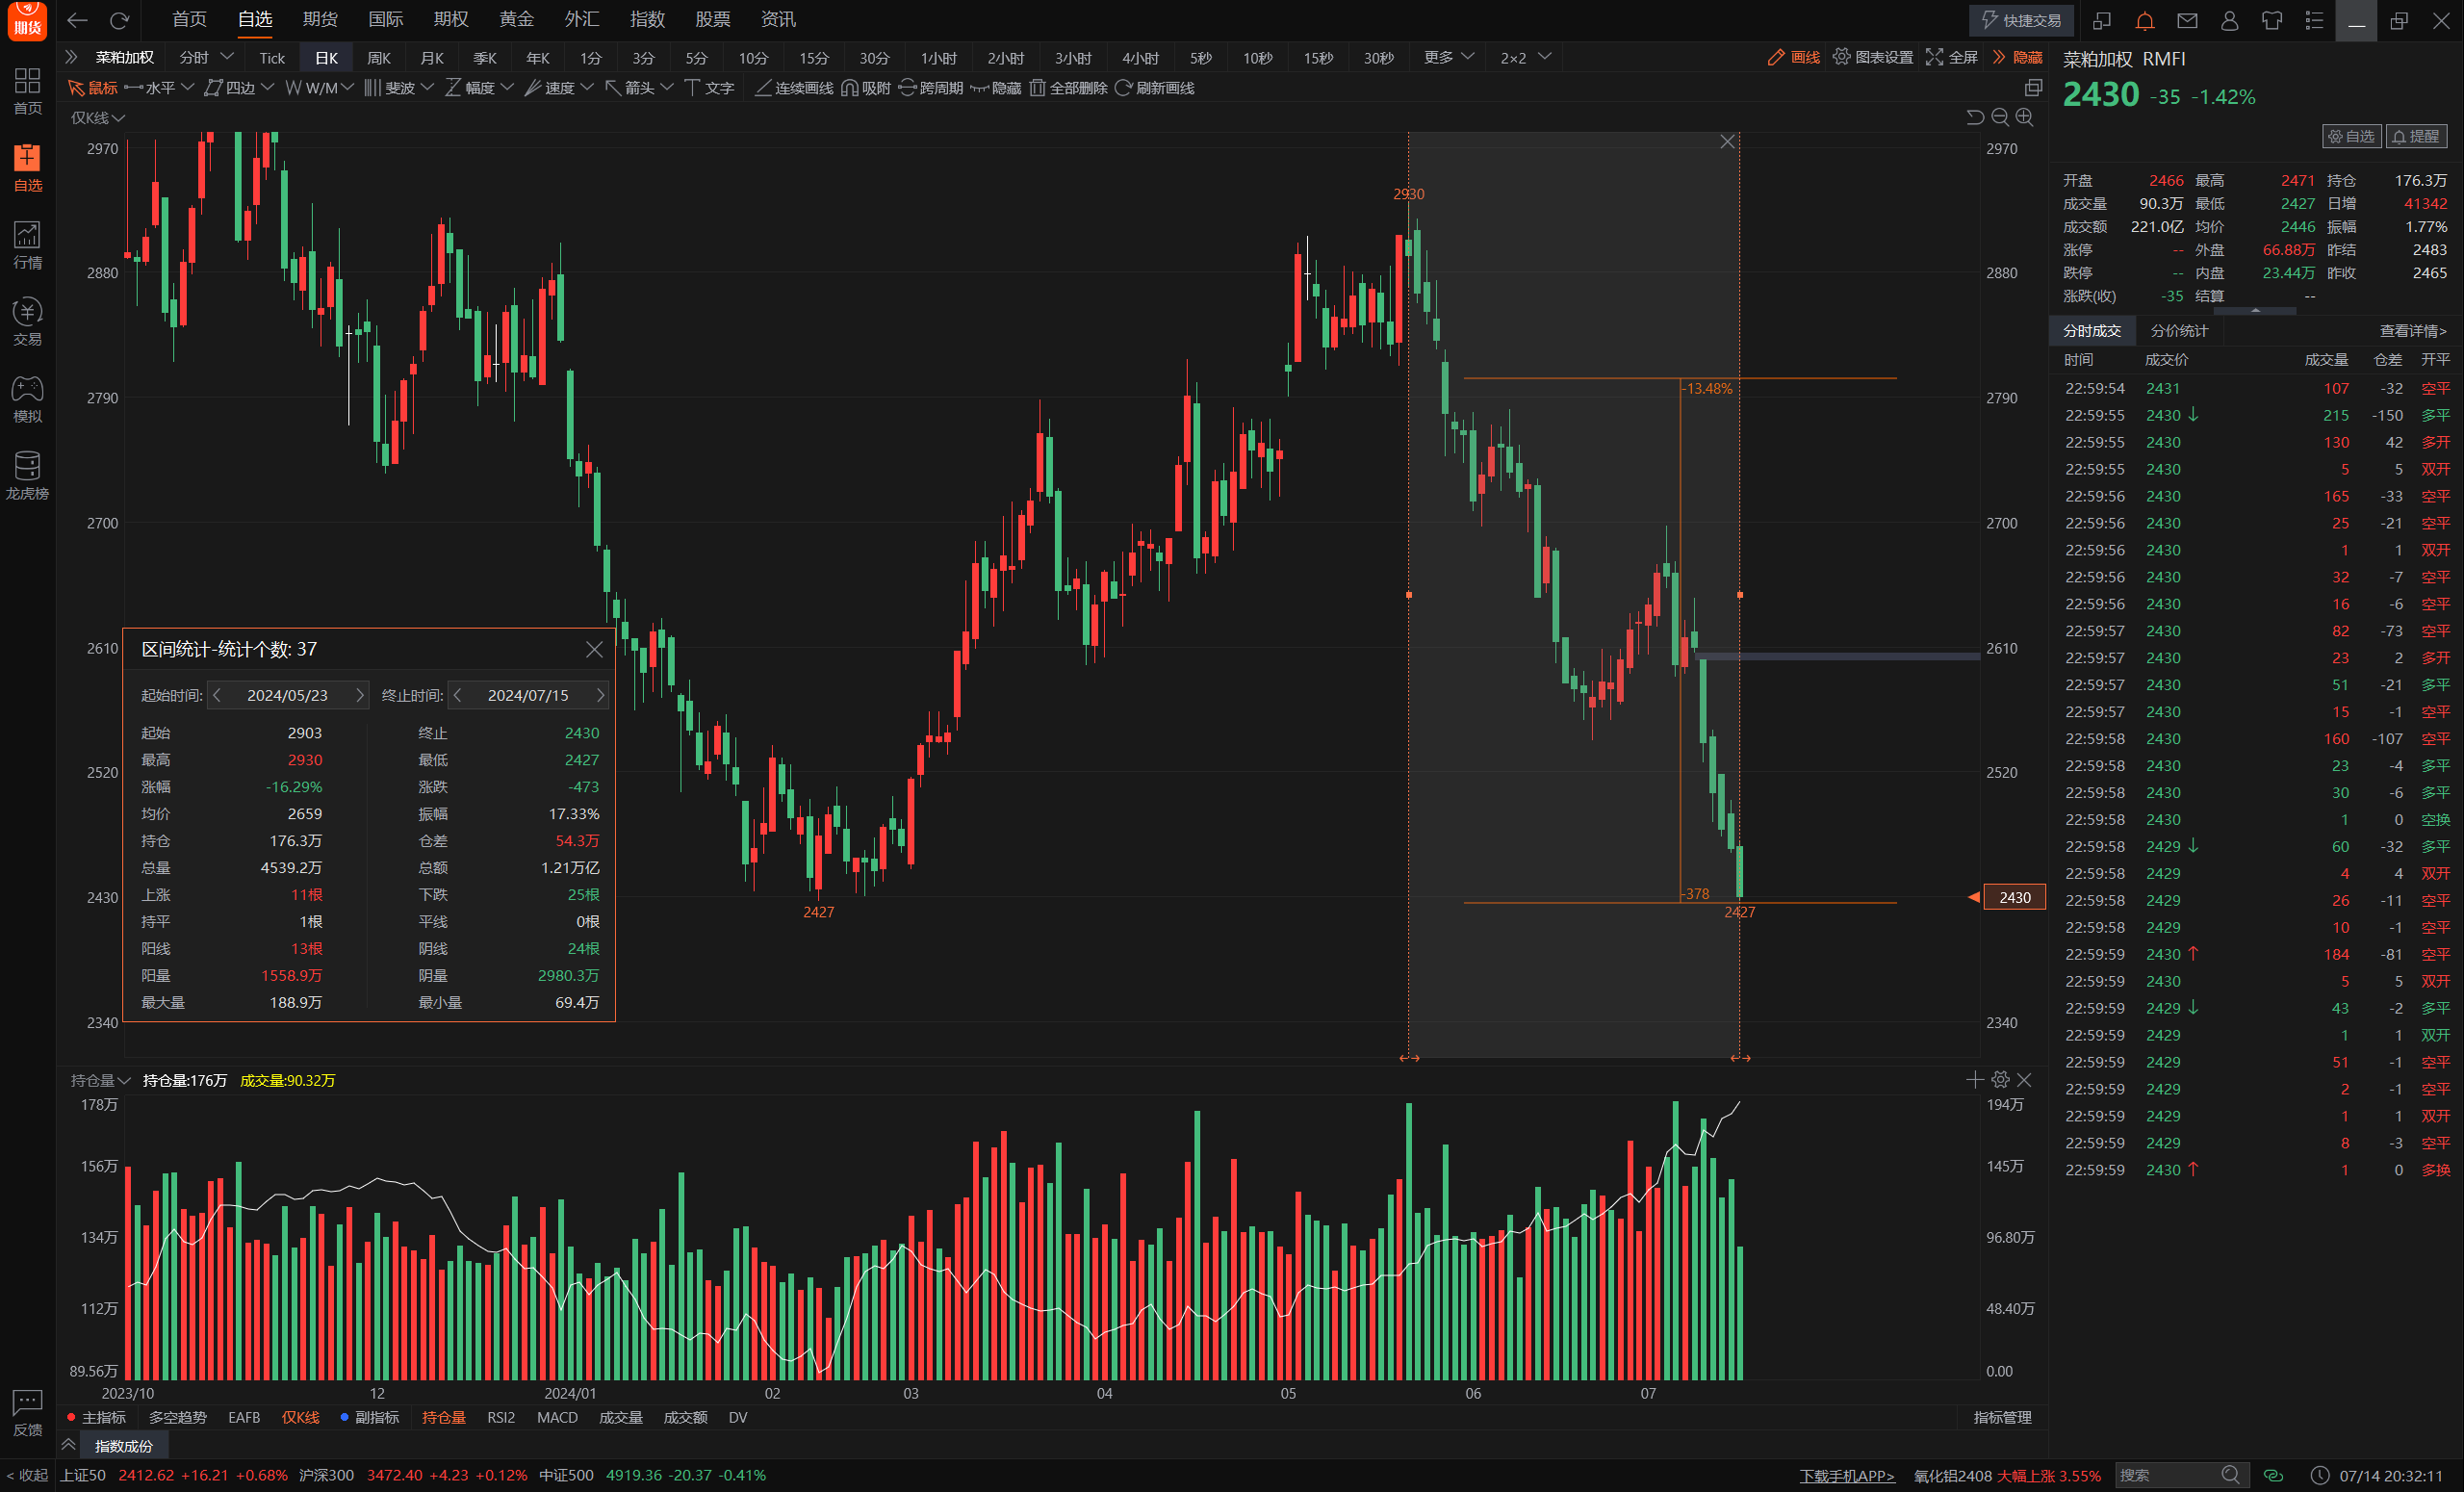 期货 首页 自选 期货 国际 期权 黄金 外汇 指数 股票 资讯 快捷交易
菜粕加权 分时 Tick 日K 周K 月K 季K 年K 1分 3分 5分 10分 15分 30分 1小时 2小时 3小时 4小时 5秒 10秒 15秒 30秒 更多 2×2 画线 图表设置 全屏 隐藏
鼠标 水平 四边 W/M 斐波 幅度 速度 箭头 文字 连续画线 吸附 跨周期 隐藏 全部删除 刷新画线
首页
自选
行情
交易
模拟
龙虎榜
反馈
< 收起
仅K线
2970 2970
2880 2880
2790 2790
2700 2700
2610 2610
2520 2520
2430 2430
2340 2340
2930
-13.48%
-378
2427
2427
区间统计-统计个数: 37
起始时间: 2024/05/23 终止时间: 2024/07/15
起始 2903 终止 2430
最高 2930 最低 2427
涨幅 -16.29% 涨跌 -473
均价 2659 振幅 17.33%
持仓 176.3万 仓差 54.3万
总量 4539.2万 总额 1.21万亿
上涨 11根 下跌 25根
持平 1根 平线 0根
阳线 13根 阴线 24根
阳量 1558.9万 阴量 2980.3万
最大量 188.9万 最小量 69.4万
持仓量 持仓量:176万 成交量:90.32万
178万 194万
156万 145万
134万 96.80万
112万 48.40万
89.56万 0.00
2023/10 12 2024/01 02 03 04 05 06 07
主指标 多空趋势 EAFB 仅K线 副指标 持仓量 RSI2 MACD 成交量 成交额 DV 指标管理
指数成份
菜粕加权 RMFI
2430 -35 -1.42%
自选 提醒
开盘 2466 最高 2471 持仓 176.3万
成交量 90.3万 最低 2427 日增 41342
成交额 221.0亿 均价 2446 振幅 1.77%
涨停 -- 外盘 66.88万 昨结 2483
跌停 -- 内盘 23.44万 昨收 2465
涨跌(收) -35 结算 --
分时成交 分价统计 查看详情>
时间 成交价 成交量 仓差 开平
22:59:54 2431 107 -32 空平
22:59:55 2430 ↓ 215 -150 多平
22:59:55 2430 130 42 多开
22:59:55 2430 5 5 双开
22:59:56 2430 165 -33 空平
22:59:56 2430 25 -21 空平
22:59:56 2430 1 1 双开
22:59:56 2430 32 -7 空平
22:59:56 2430 16 -6 空平
22:59:57 2430 82 -73 空平
22:59:57 2430 23 2 多开
22:59:57 2430 51 -21 多平
22:59:57 2430 15 -1 空平
22:59:58 2430 160 -107 空平
22:59:58 2430 23 -4 多平
22:59:58 2430 30 -6 多平
22:59:58 2430 1 0 空换
22:59:58 2429 ↓ 60 -32 多平
22:59:58 2429 4 4 双开
22:59:58 2429 26 -11 空平
22:59:58 2429 10 -1 空平
22:59:59 2430 ↑ 184 -81 空平
22:59:59 2430 5 5 双开
22:59:59 2429 ↓ 43 -2 多平
22:59:59 2429 1 1 双开
22:59:59 2429 51 -1 空平
22:59:59 2429 2 -1 空平
22:59:59 2429 1 1 双开
22:59:59 2429 8 -3 空平
22:59:59 2430 ↑ 1 0 多换
上证50 2412.62 +16.21 +0.68% 沪深300 3472.40 +4.23 +0.12% 中证500 4919.36 -20.37 -0.41% 下载手机APP> 氧化铝2408 大幅上涨 3.55% 搜索 07/14 20:32:11